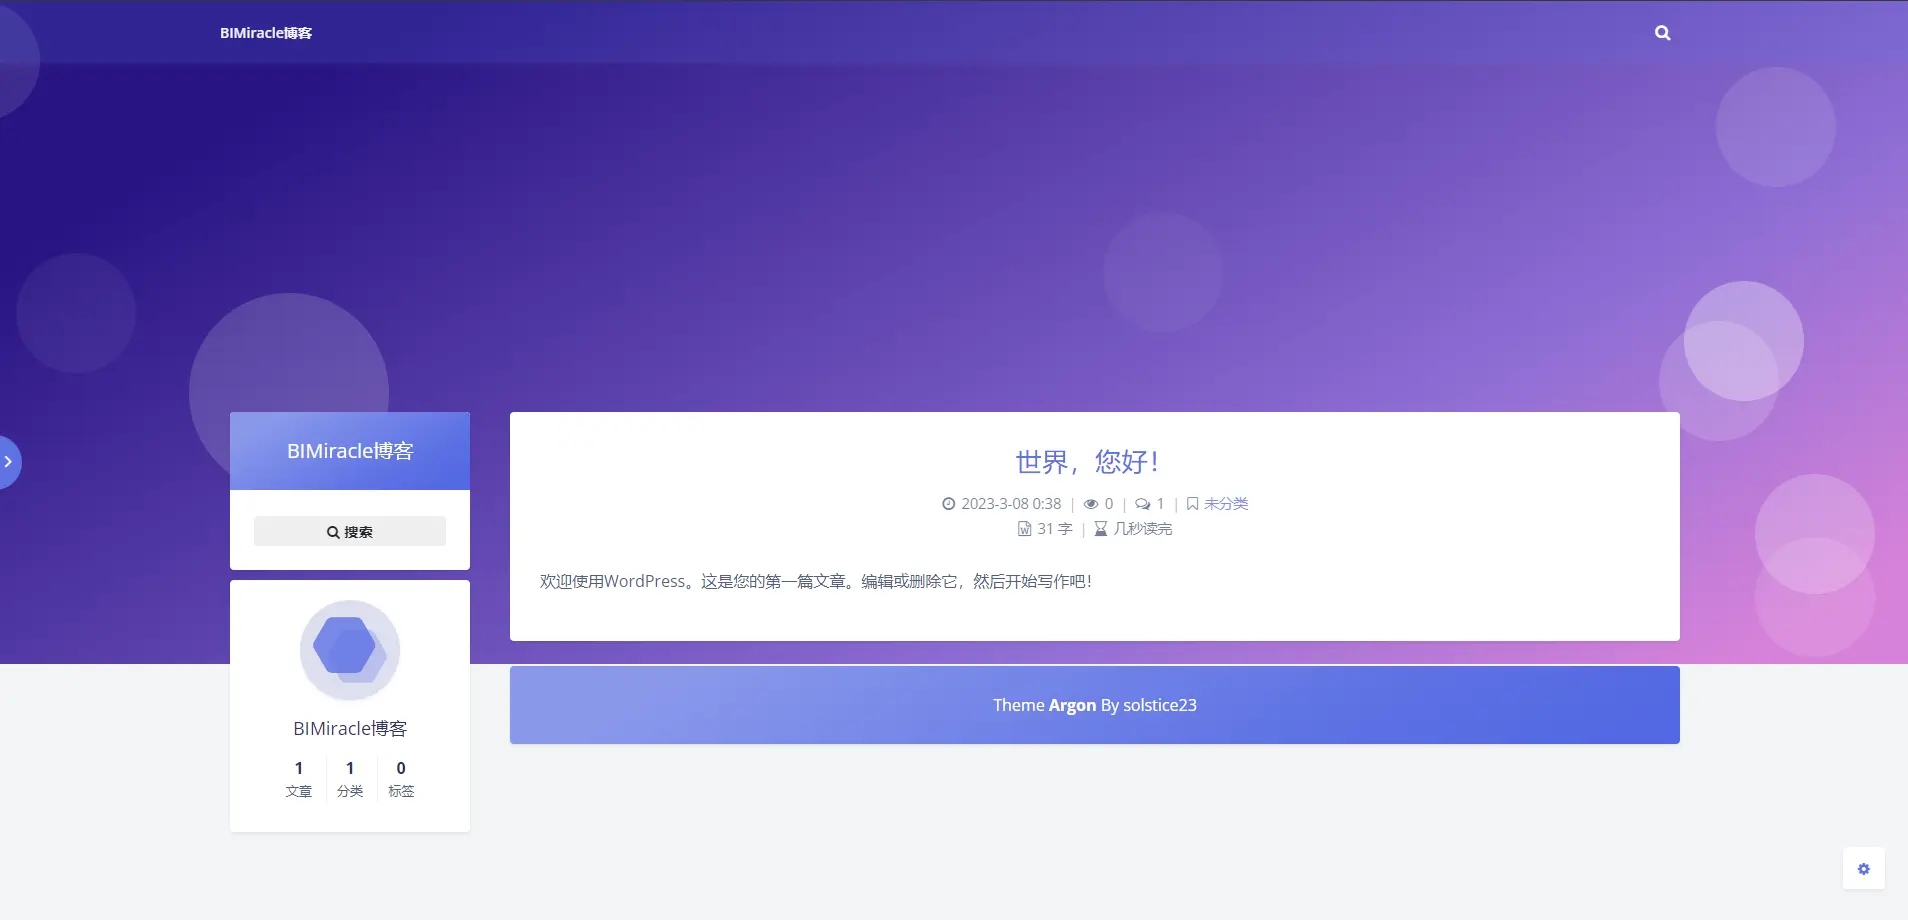 BIMiracle博客
BIMiracle博客
搜索
BIMiracle博客
1 1 0
文章 分类 标签
世界，您好！
2023-3-08 0:38 | 0 | 1 | 未分类
31 字 | 几秒读完
欢迎使用WordPress。这是您的第一篇文章。编辑或删除它，然后开始写作吧！
Theme Argon By solstice23